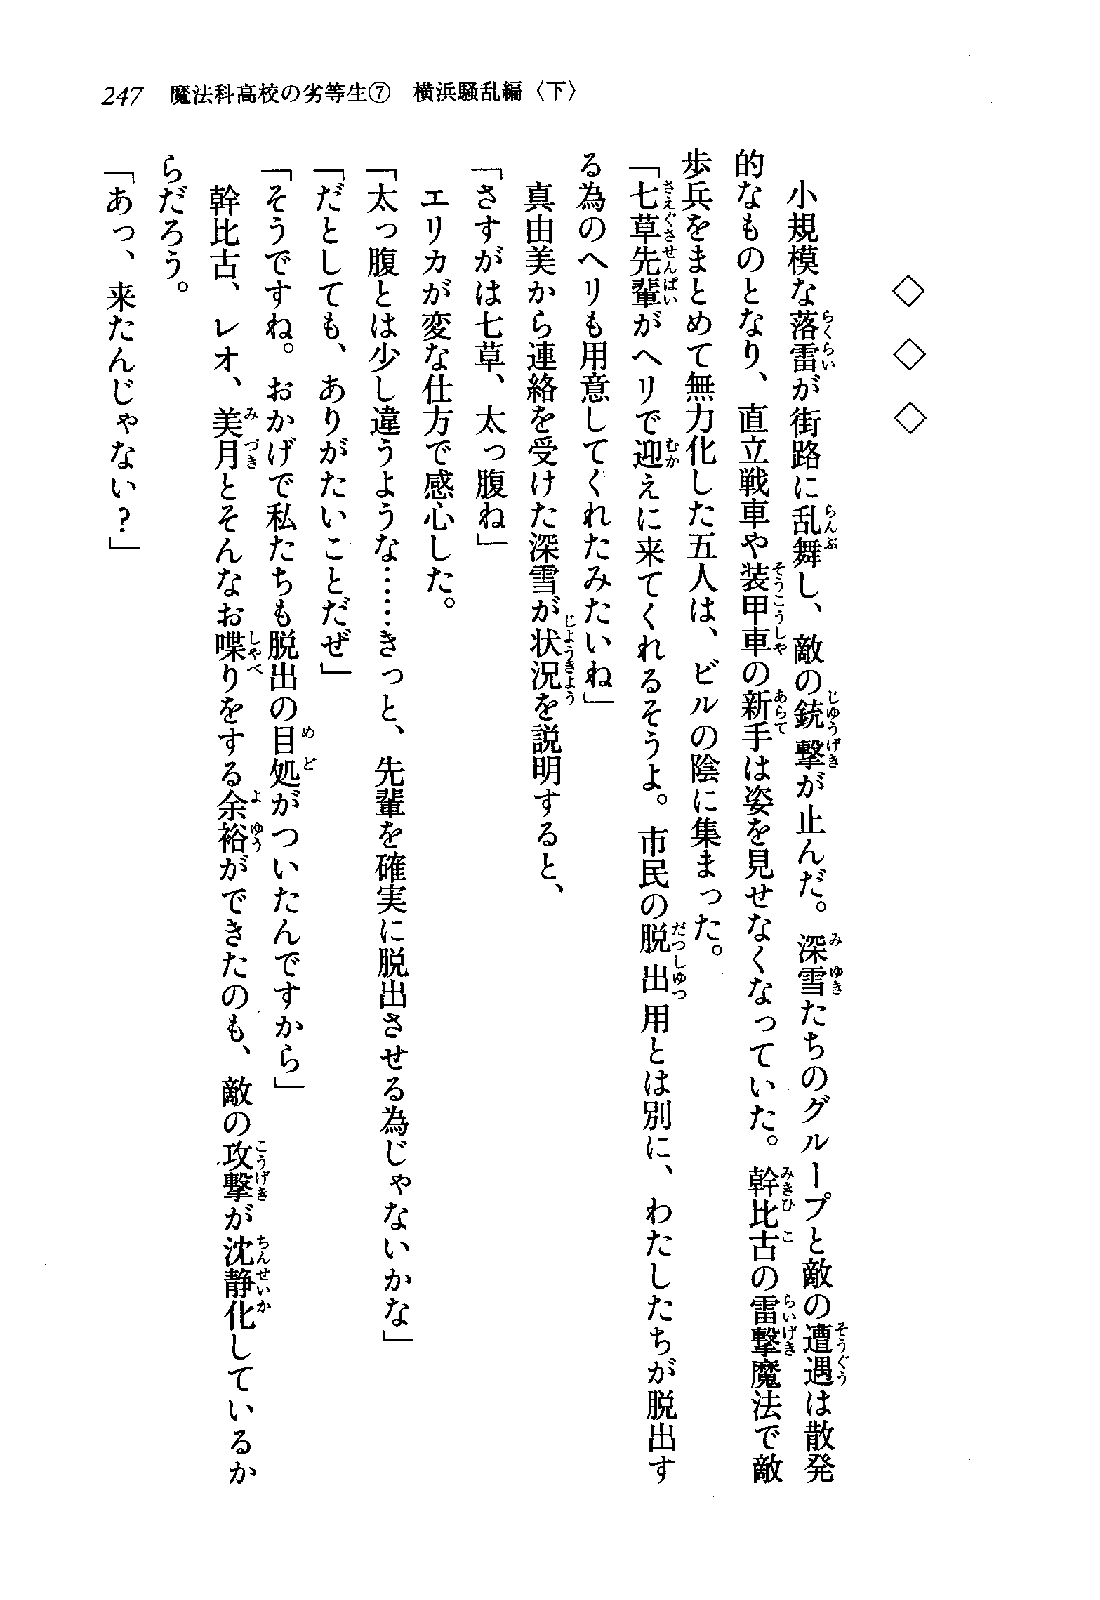 247　魔法科高校の劣等生⑦　横浜騒乱編〈下〉
◇　◇　◇
　小規模な落雷が街路に乱舞し、敵の銃撃が止んだ。深雪たちのグループと敵の遭遇は散発
的なものとなり、直立戦車や装甲車の新手は姿を見せなくなっていた。幹比古の雷撃魔法で敵
歩兵をまとめて無力化した五人は、ビルの陰に集まった。
「七草先輩がヘリで迎えに来てくれるそうよ。市民の脱出用とは別に、わたしたちが脱出す
る為のヘリも用意してくれたみたいね」
　真由美から連絡を受けた深雪が状況を説明すると、
「さすがは七草、太っ腹ね」
　エリカが変な仕方で感心した。
「太っ腹とは少し違うような……きっと、先輩を確実に脱出させる為じゃないかな」
「だとしても、ありがたいことだぜ」
「そうですね。おかげで私たちも脱出の目処がついたんですから」
　幹比古、レオ、美月とそんなお喋りをする余裕ができたのも、敵の攻撃が沈静化しているか
らだろう。
「あっ、来たんじゃない？」